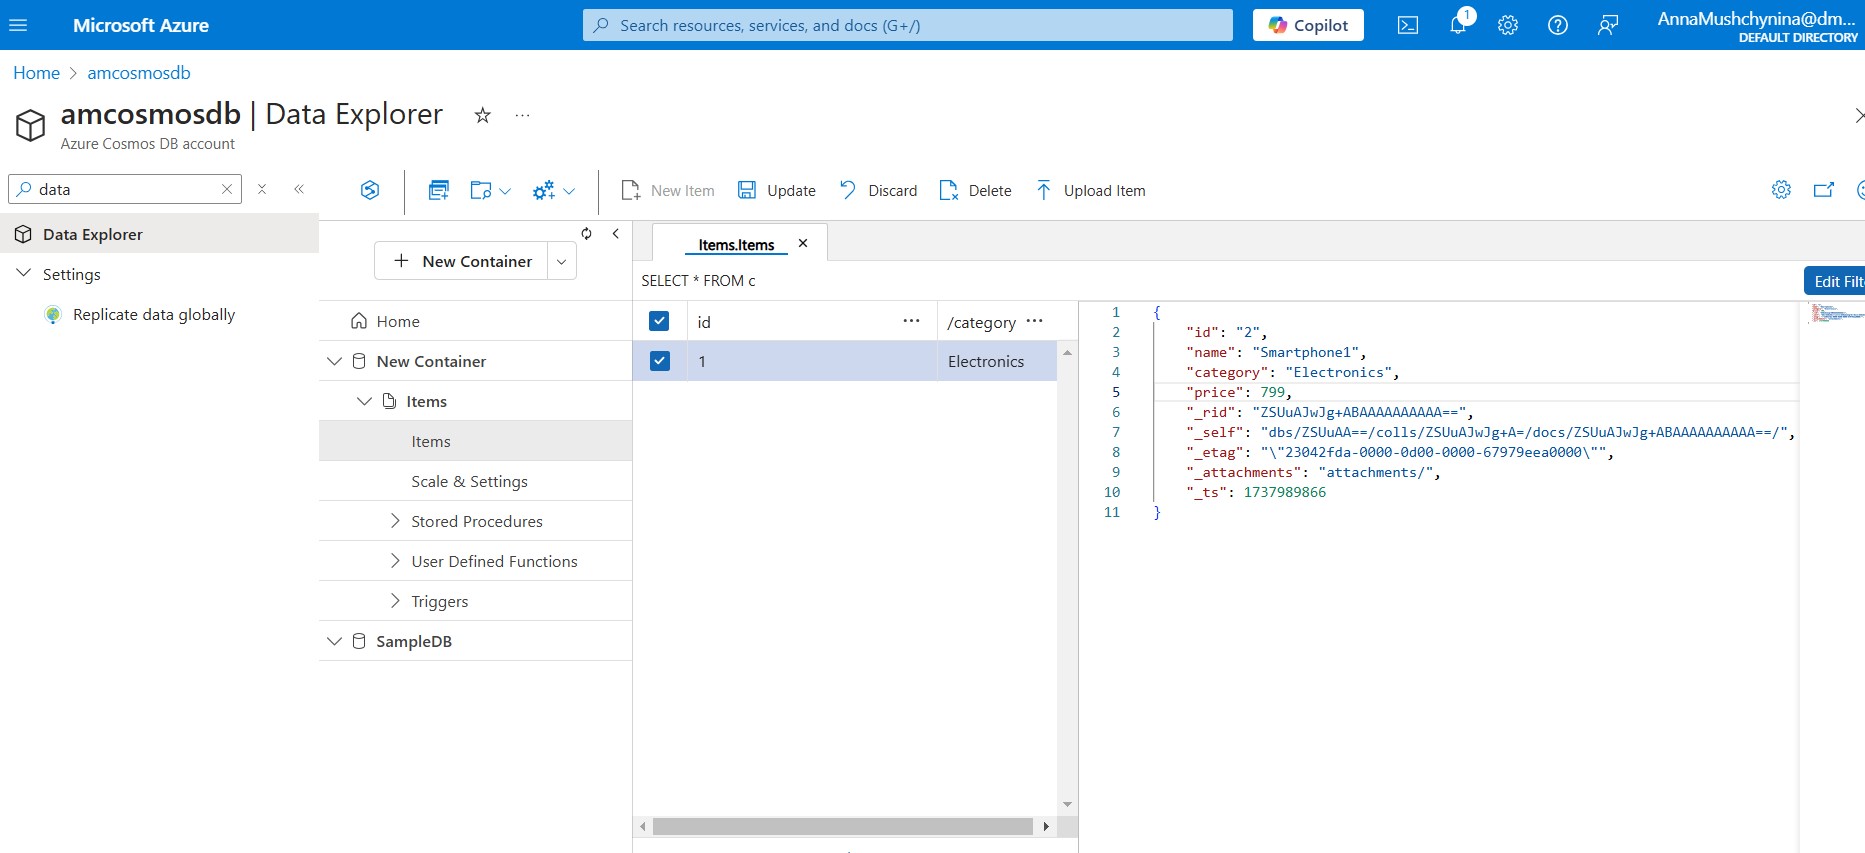 Microsoft Azure
Search resources, services, and docs (G+/)
Copilot
1
AnnaMushchynina@dm...
DEFAULT DIRECTORY
Home > amcosmosdb
amcosmosdb | Data Explorer
Azure Cosmos DB account
data
New Item
Update
Discard
Delete
Upload Item
Data Explorer
Settings
Replicate data globally
New Container
Home
New Container
Items
Items
Scale & Settings
Stored Procedures
User Defined Functions
Triggers
SampleDB
Items.Items
SELECT * FROM c
Edit Filt
id ... /category ...
1 Electronics
1 {
2 "id": "2",
3 "name": "Smartphone1",
4 "category": "Electronics",
5 "price": 799,
6 "_rid": "ZSUuAJwJg+ABAAAAAAAAAA==",
7 "_self": "dbs/ZSUuAA==/colls/ZSUuAJwJg+A=/docs/ZSUuAJwJg+ABAAAAAAAAAA==/",
8 "_etag": "\"23042fda-0000-0d00-0000-67979eea0000\"",
9 "_attachments": "attachments/",
10 "_ts": 1737989866
11 }